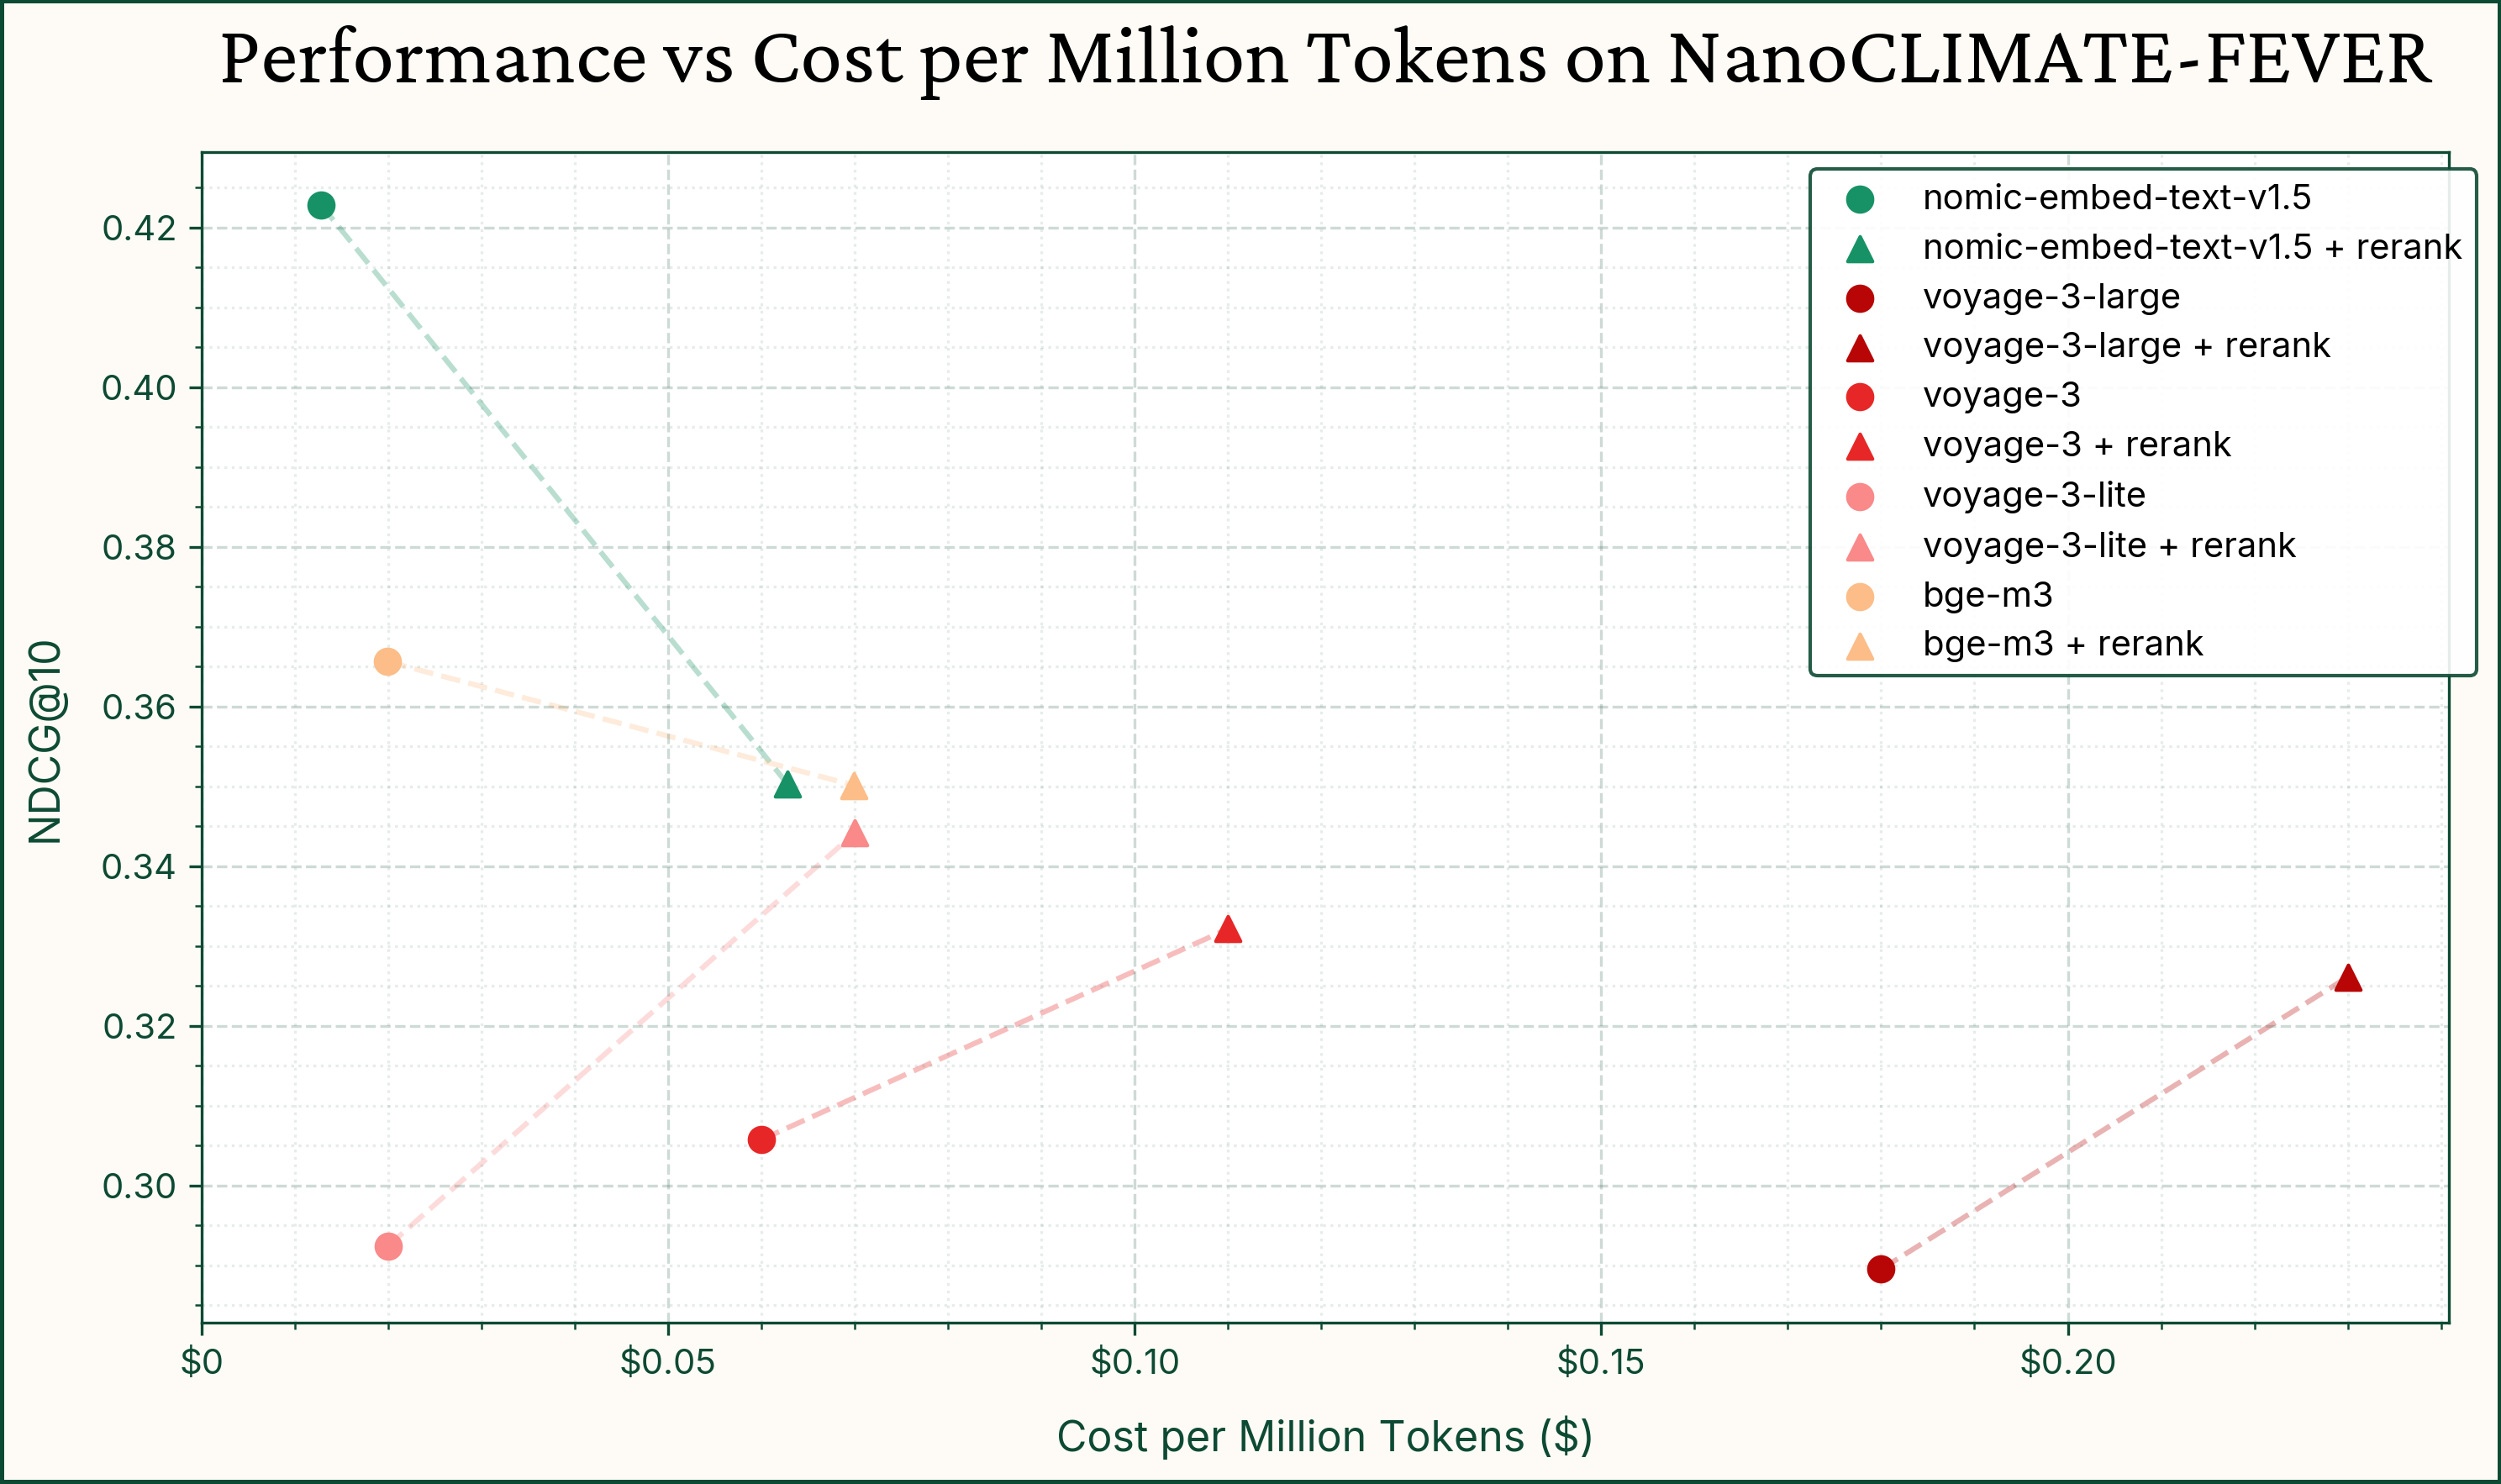 Performance vs Cost per Million Tokens on NanoCLIMATE-FEVER
nomic-embed-text-v1.5
nomic-embed-text-v1.5 + rerank
voyage-3-large
voyage-3-large + rerank
voyage-3
voyage-3 + rerank
voyage-3-lite
voyage-3-lite + rerank
bge-m3
bge-m3 + rerank
NDCG@10
0.42
0.40
0.38
0.36
0.34
0.32
0.30
$0
$0.05
$0.10
$0.15
$0.20
Cost per Million Tokens ($)